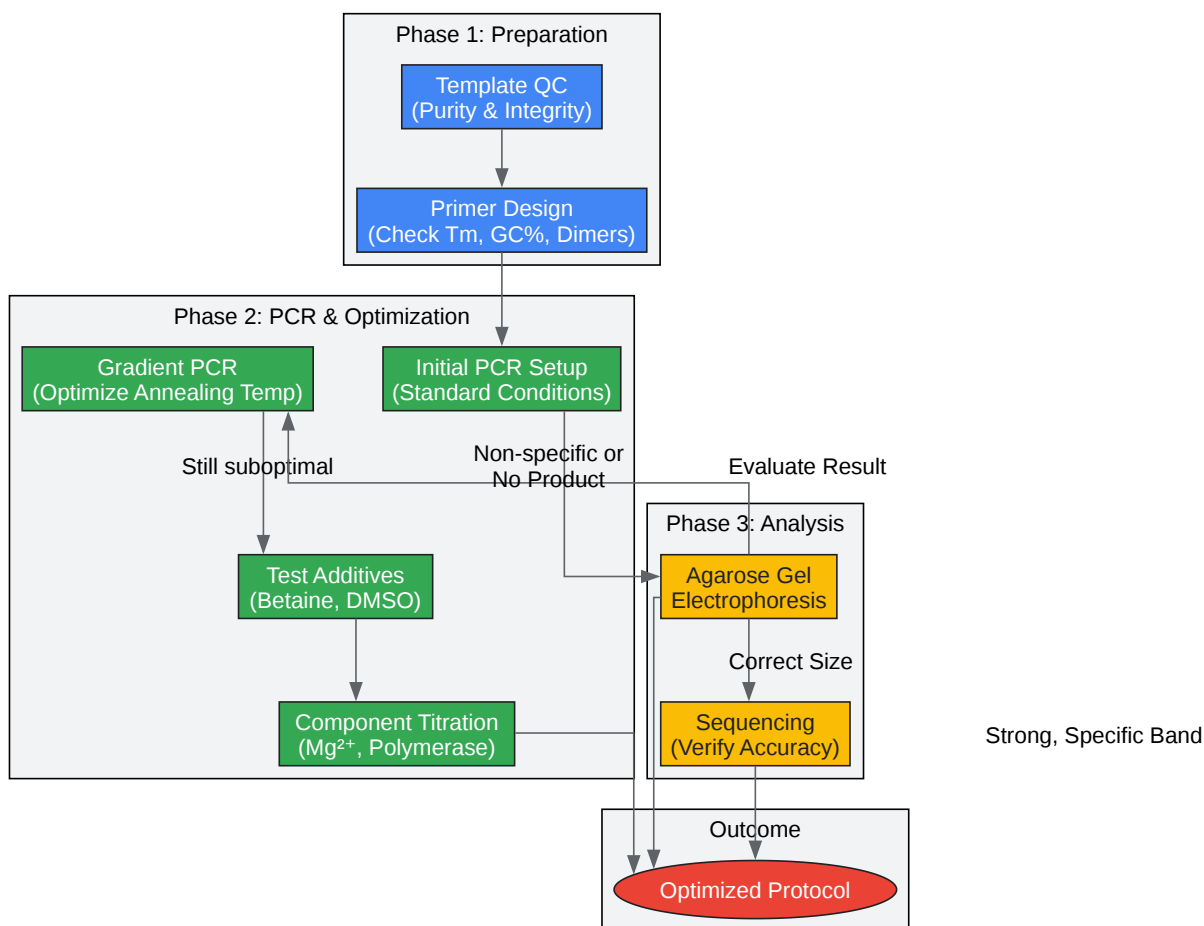 Phase 1: Preparation
Template QC
(Purity & Integrity)
Primer Design
(Check Tm, GC%, Dimers)
Phase 2: PCR & Optimization
Gradient PCR
(Optimize Annealing Temp)
Initial PCR Setup
(Standard Conditions)
Still suboptimal
Non-specific or
No Product
Evaluate Result
Phase 3: Analysis
Test Additives
(Betaine, DMSO)
Agarose Gel
Electrophoresis
Correct Size
Component Titration
(Mg²⁺, Polymerase)
Sequencing
(Verify Accuracy)
Strong, Specific Band
Outcome
Optimized Protocol